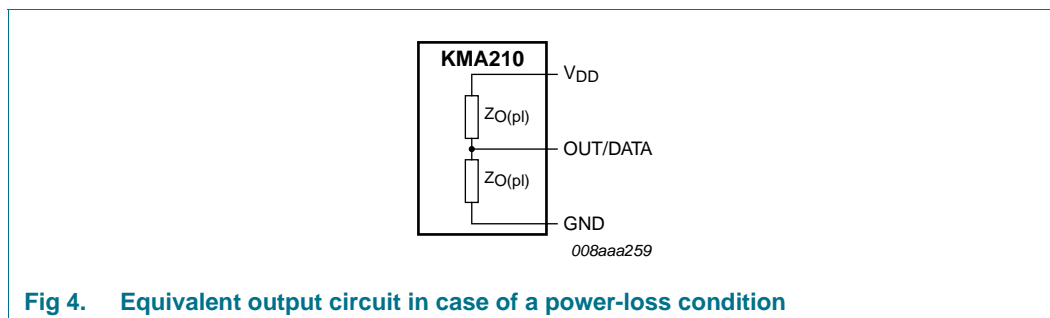 KMA210
VDD
ZO(pl)
OUT/DATA
ZO(pl)
GND
008aaa259
Fig 4. Equivalent output circuit in case of a power-loss condition